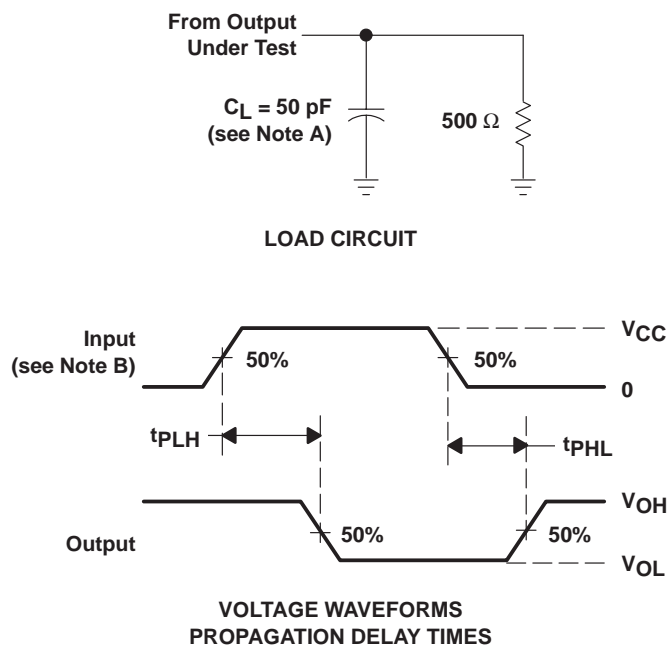 From Output
Under Test
CL = 50 pF
(see Note A)
500 Ω
LOAD CIRCUIT
Input
(see Note B)
50%
50%
VCC
0
tPLH
tPHL
Output
50%
50%
VOH
VOL
VOLTAGE WAVEFORMS
PROPAGATION DELAY TIMES